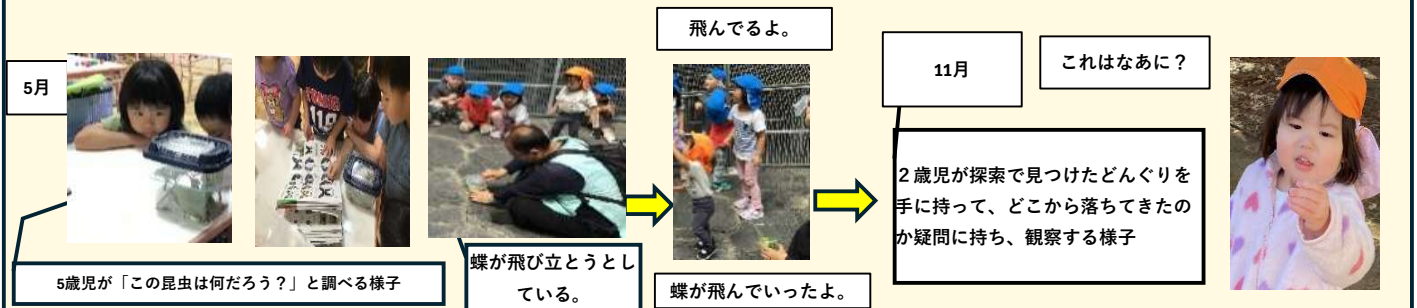 5月
5歳児が「この昆虫は何だろう？」と調べる様子
蝶が飛び立とうとし
ている。
飛んでるよ。
蝶が飛んでいったよ。
11月
これはなあに？
２歳児が探索で見つけたどんぐりを
手に持って、どこから落ちてきたの
か疑問に持ち、観察する様子